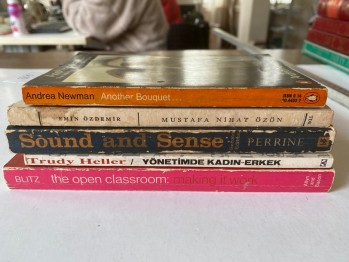 Andrea Newman Another Bouquet...
EMİN ÖZDEMİR MUSTAFA NİHAT ÖZÖN
Sound and Sense PERRINE
Trudy Heller / YÖNETİMDE KADIN-ERKEK
BLITZ the open classroom: making it work